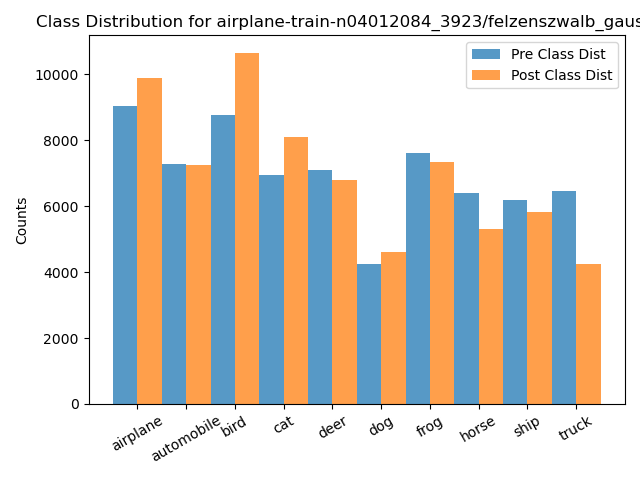 Class Distribution for airplane-train-n04012084_3923/felzenszwalb_gaus
Pre Class Dist
Post Class Dist
Counts
10000
8000
6000
4000
2000
0
airplane
automobile
bird
cat
deer
dog
frog
horse
ship
truck